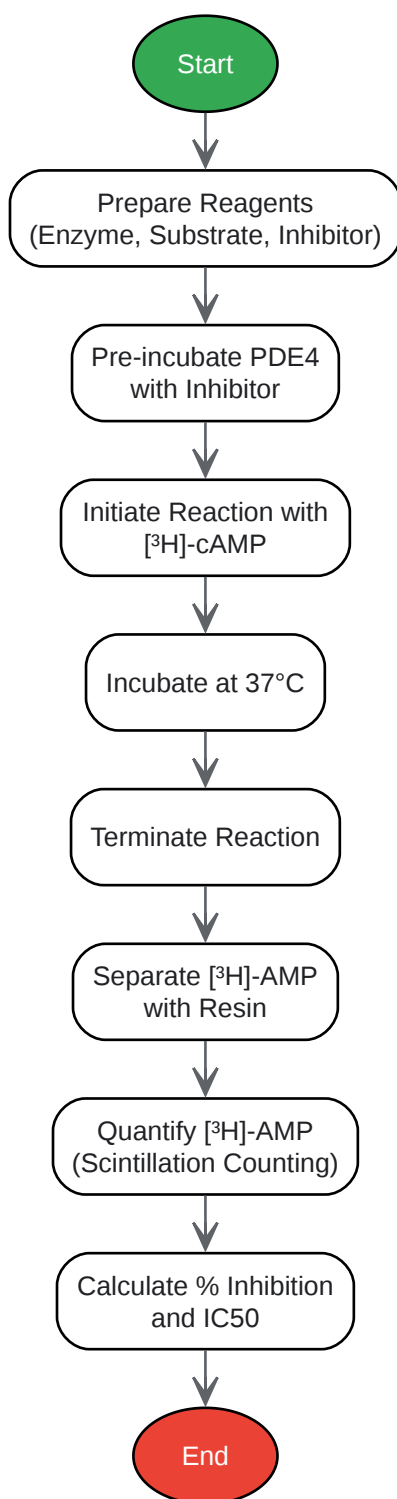 Start
Prepare Reagents
(Enzyme, Substrate, Inhibitor)
Pre-incubate PDE4
with Inhibitor
Initiate Reaction with
[³H]-cAMP
Incubate at 37°C
Terminate Reaction
Separate [³H]-AMP
with Resin
Quantify [³H]-AMP
(Scintillation Counting)
Calculate % Inhibition
and IC50
End